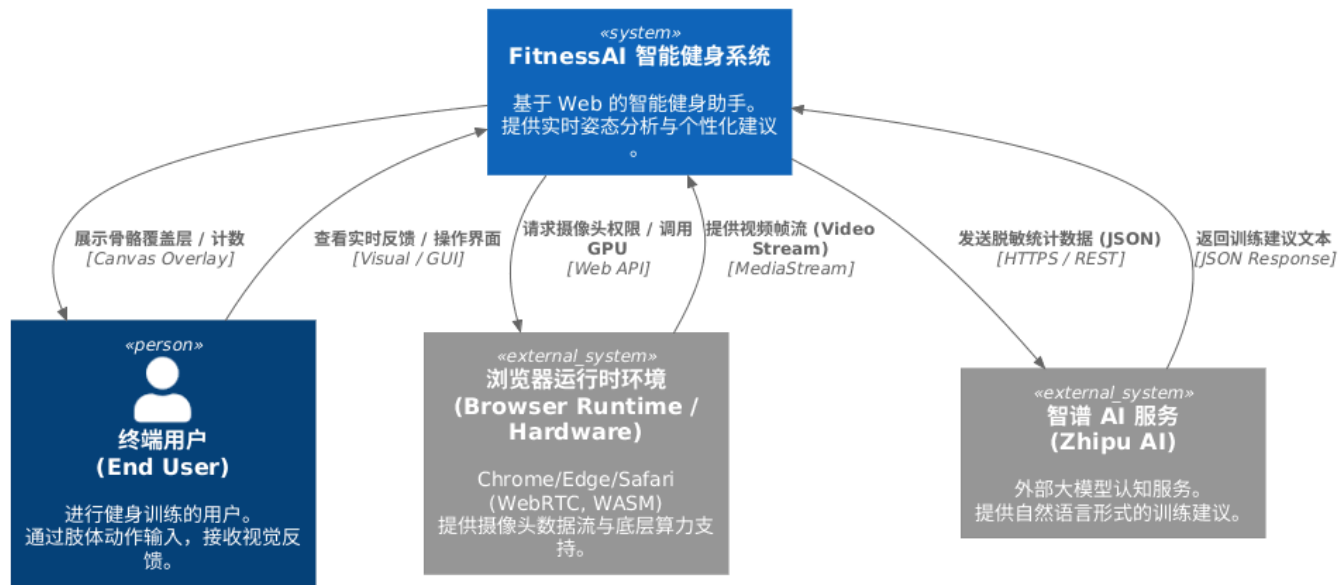 «system»
FitnessAI 智能健身系统
基于 Web 的智能健身助手。
提供实时姿态分析与个性化建议
。
展示骨骼覆盖层 / 计数
[Canvas Overlay]
查看实时反馈 / 操作界面
[Visual / GUI]
请求摄像头权限 / 调用
GPU
[Web API]
提供视频帧流 (Video
Stream)
[MediaStream]
发送脱敏统计数据 (JSON)
[HTTPS / REST]
返回训练建议文本
[JSON Response]
«person»
终端用户
(End User)
进行健身训练的用户。
通过肢体动作输入，接收视觉反
馈。
«external_system»
浏览器运行时环境
(Browser Runtime /
Hardware)
Chrome/Edge/Safari
(WebRTC, WASM)
提供摄像头数据流与底层算力支
持。
«external_system»
智谱 AI 服务
(Zhipu AI)
外部大模型认知服务。
提供自然语言形式的训练建议。